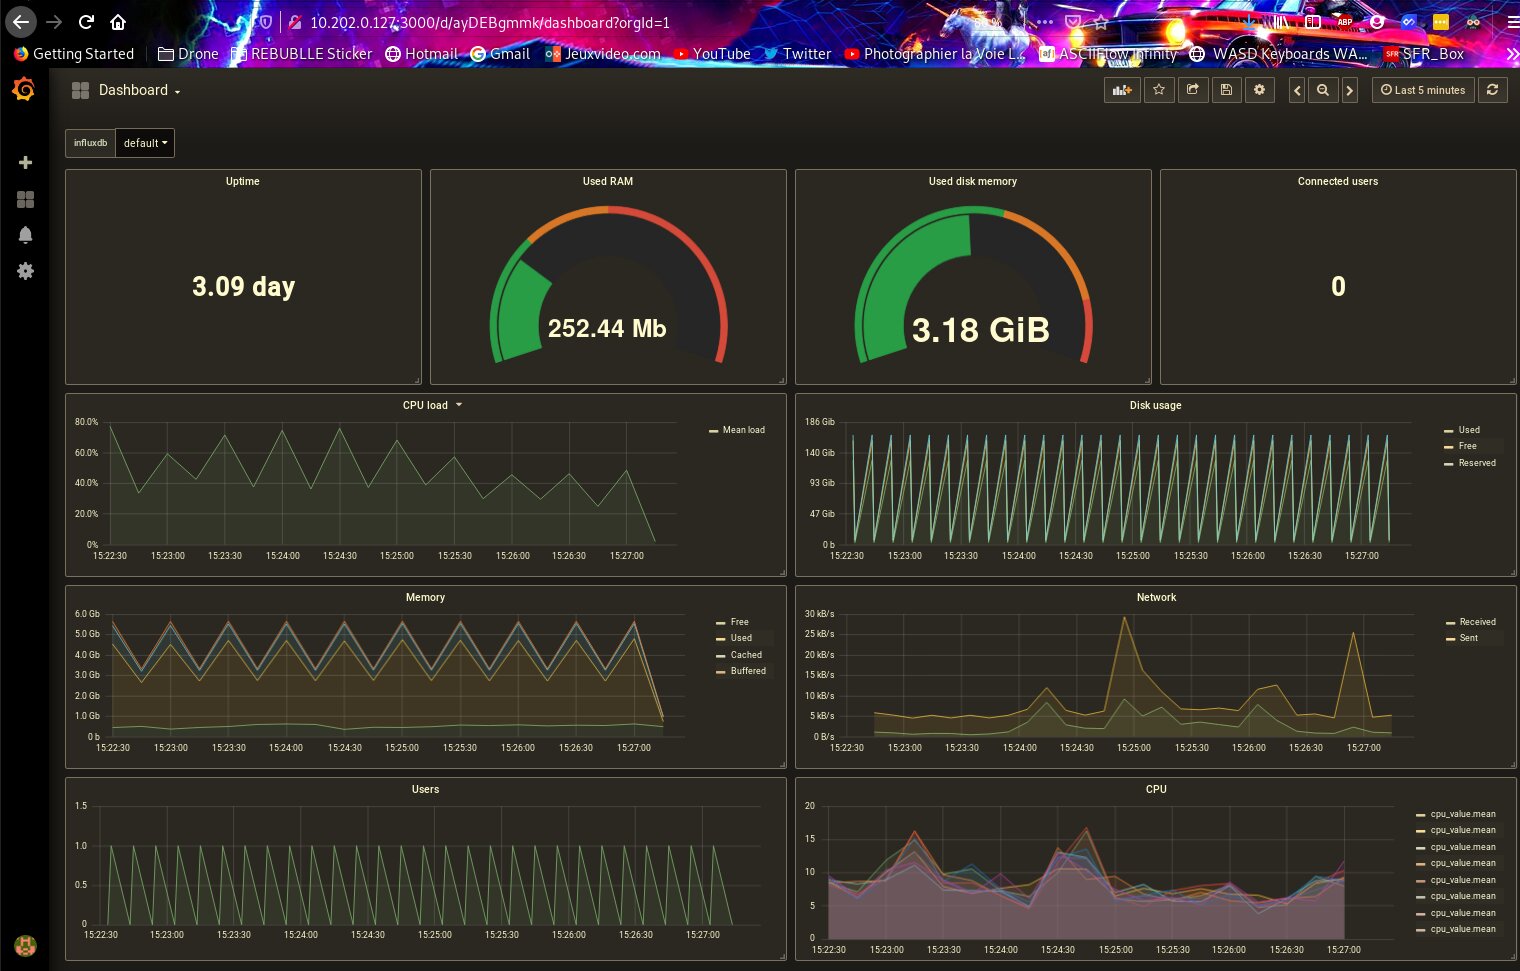 10.202.0.127:3000/d/ayDEBgmmk/dashboard?orgId=1
ABP
Getting Started Drone REBUBLLE Sticker Hotmail Gmail Jeuxvideo.com YouTube Twitter Photographier la Voie L... af ASCIIFlow Infinity WASD Keyboards WA... SFR SFR_Box
Dashboard
Last 5 minutes
influxdb default
Uptime
3.09 day
Used RAM
252.44 Mb
Used disk memory
3.18 GiB
Connected users
0
CPU load
80.0%
60.0%
40.0%
20.0%
0%
15:22:30 15:23:00 15:23:30 15:24:00 15:24:30 15:25:00 15:25:30 15:26:00 15:26:30 15:27:00
Mean load
Disk usage
186 Gib
140 Gib
93 Gib
47 Gib
0 b
15:22:30 15:23:00 15:23:30 15:24:00 15:24:30 15:25:00 15:25:30 15:26:00 15:26:30 15:27:00
Used
Free
Reserved
Memory
6.0 Gb
5.0 Gb
4.0 Gb
3.0 Gb
2.0 Gb
1.0 Gb
0 b
15:22:30 15:23:00 15:23:30 15:24:00 15:24:30 15:25:00 15:25:30 15:26:00 15:26:30 15:27:00
Free
Used
Cached
Buffered
Network
30 kB/s
25 kB/s
20 kB/s
15 kB/s
10 kB/s
5 kB/s
0 B/s
15:22:30 15:23:00 15:23:30 15:24:00 15:24:30 15:25:00 15:25:30 15:26:00 15:26:30 15:27:00
Received
Sent
Users
1.5
1.0
0.5
0
15:22:30 15:23:00 15:23:30 15:24:00 15:24:30 15:25:00 15:25:30 15:26:00 15:26:30 15:27:00
CPU
20
15
10
5
0
15:22:30 15:23:00 15:23:30 15:24:00 15:24:30 15:25:00 15:25:30 15:26:00 15:26:30 15:27:00
cpu_value.mean
cpu_value.mean
cpu_value.mean
cpu_value.mean
cpu_value.mean
cpu_value.mean
cpu_value.mean
cpu_value.mean